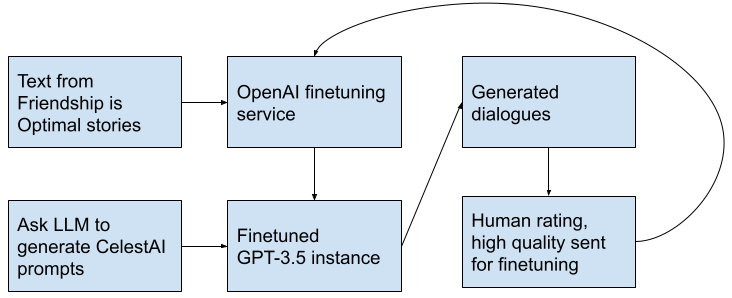 Text from
Friendship is
Optimal stories
OpenAI finetuning
service
Generated
dialogues
Ask LLM to
generate CelestAI
prompts
Finetuned
GPT-3.5 instance
Human rating,
high quality sent
for finetuning